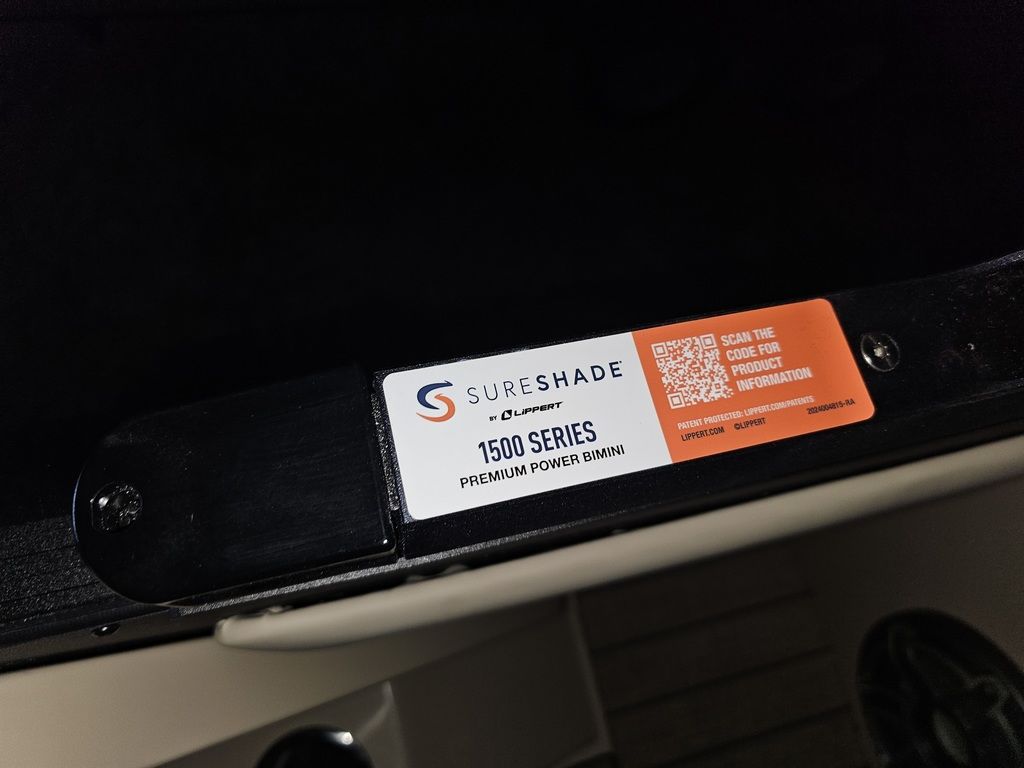 SURESHADE
BY LIPPERT
1500 SERIES
PREMIUM POWER BIMINI
SCAN THE
CODE FOR
PRODUCT
INFORMATION
PATENT PROTECTED: LIPPERT.COM/PATENTS
LIPPERT.COM ©LIPPERT 2024004815-RA